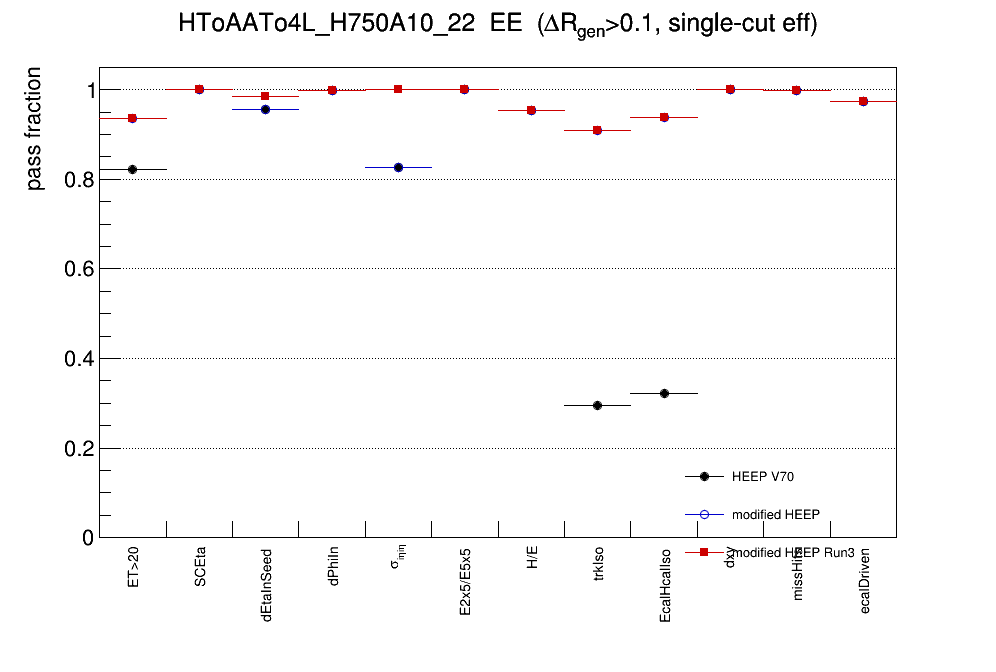 HToAATo4L_H750A10_22 EE (ΔRgen>0.1, single-cut eff)
pass fraction
1
0.8
0.6
0.4
0.2
0
HEEP V70
modified HEEP
modified HEEP Run3
ET>20
SCEta
dEtaInSeed
dPhiIn
σiηiη
E2x5/E5x5
H/E
trkIso
EcalHcalIso
dxy
missHits
ecalDriven